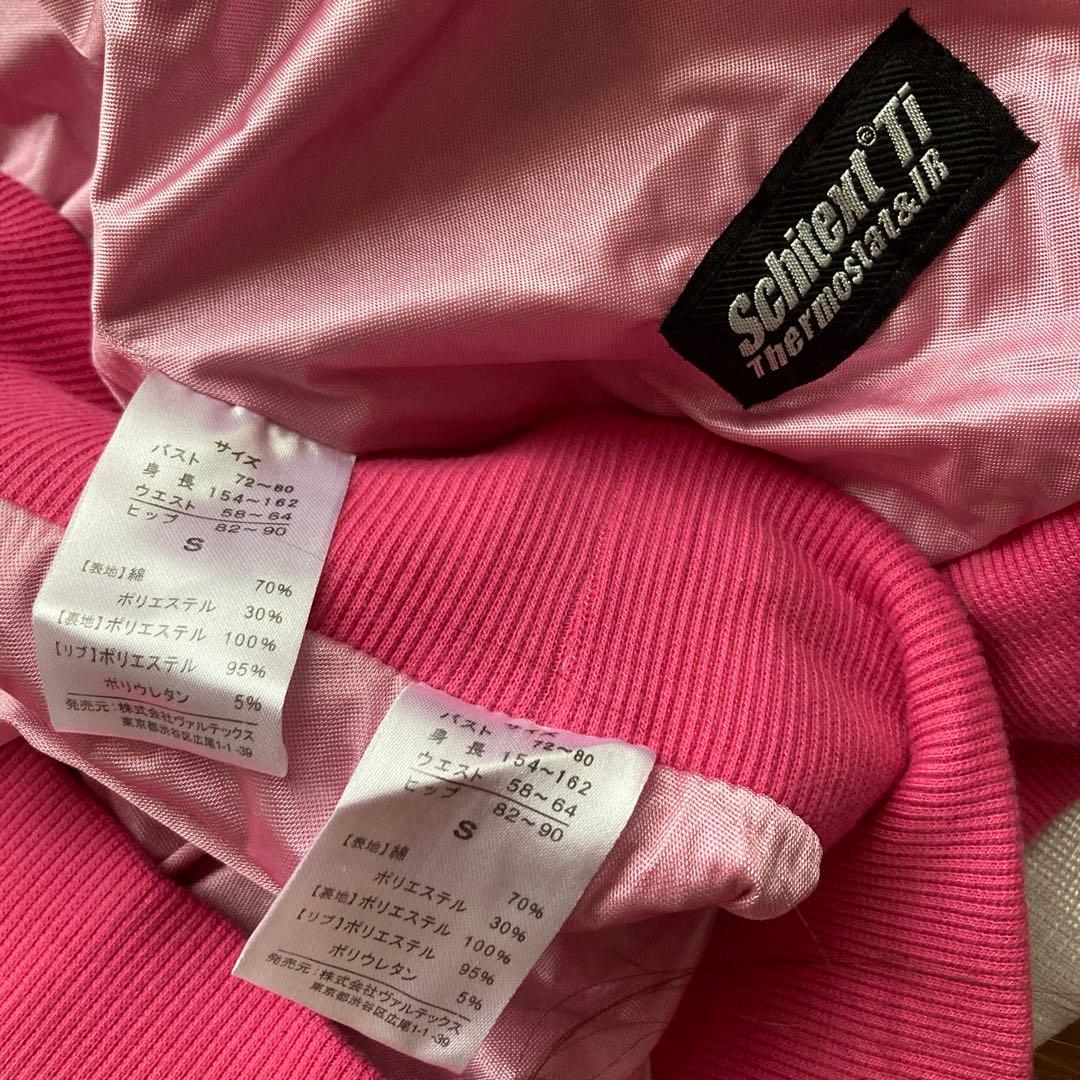 Schitext© Ti
Thermostat&IR
サイズ
バスト 72～80
身長 154～162
ウエスト 58～64
ヒップ 82～90
S
【表地】綿 70%
ポリエステル 30%
【裏地】ポリエステル 100%
【リブ】ポリエステル 95%
ポリウレタン 5%
発売元：株式会社ヴァルテックス
東京都渋谷区広尾1-1-39
サイズ
バスト 72～80
身長 154～162
ウエスト 58～64
ヒップ 82～90
S
【表地】綿 70%
ポリエステル 30%
【裏地】ポリエステル 100%
【リブ】ポリエステル 95%
ポリウレタン 5%
発売元：株式会社ヴァルテックス
東京都渋谷区広尾1-1-39